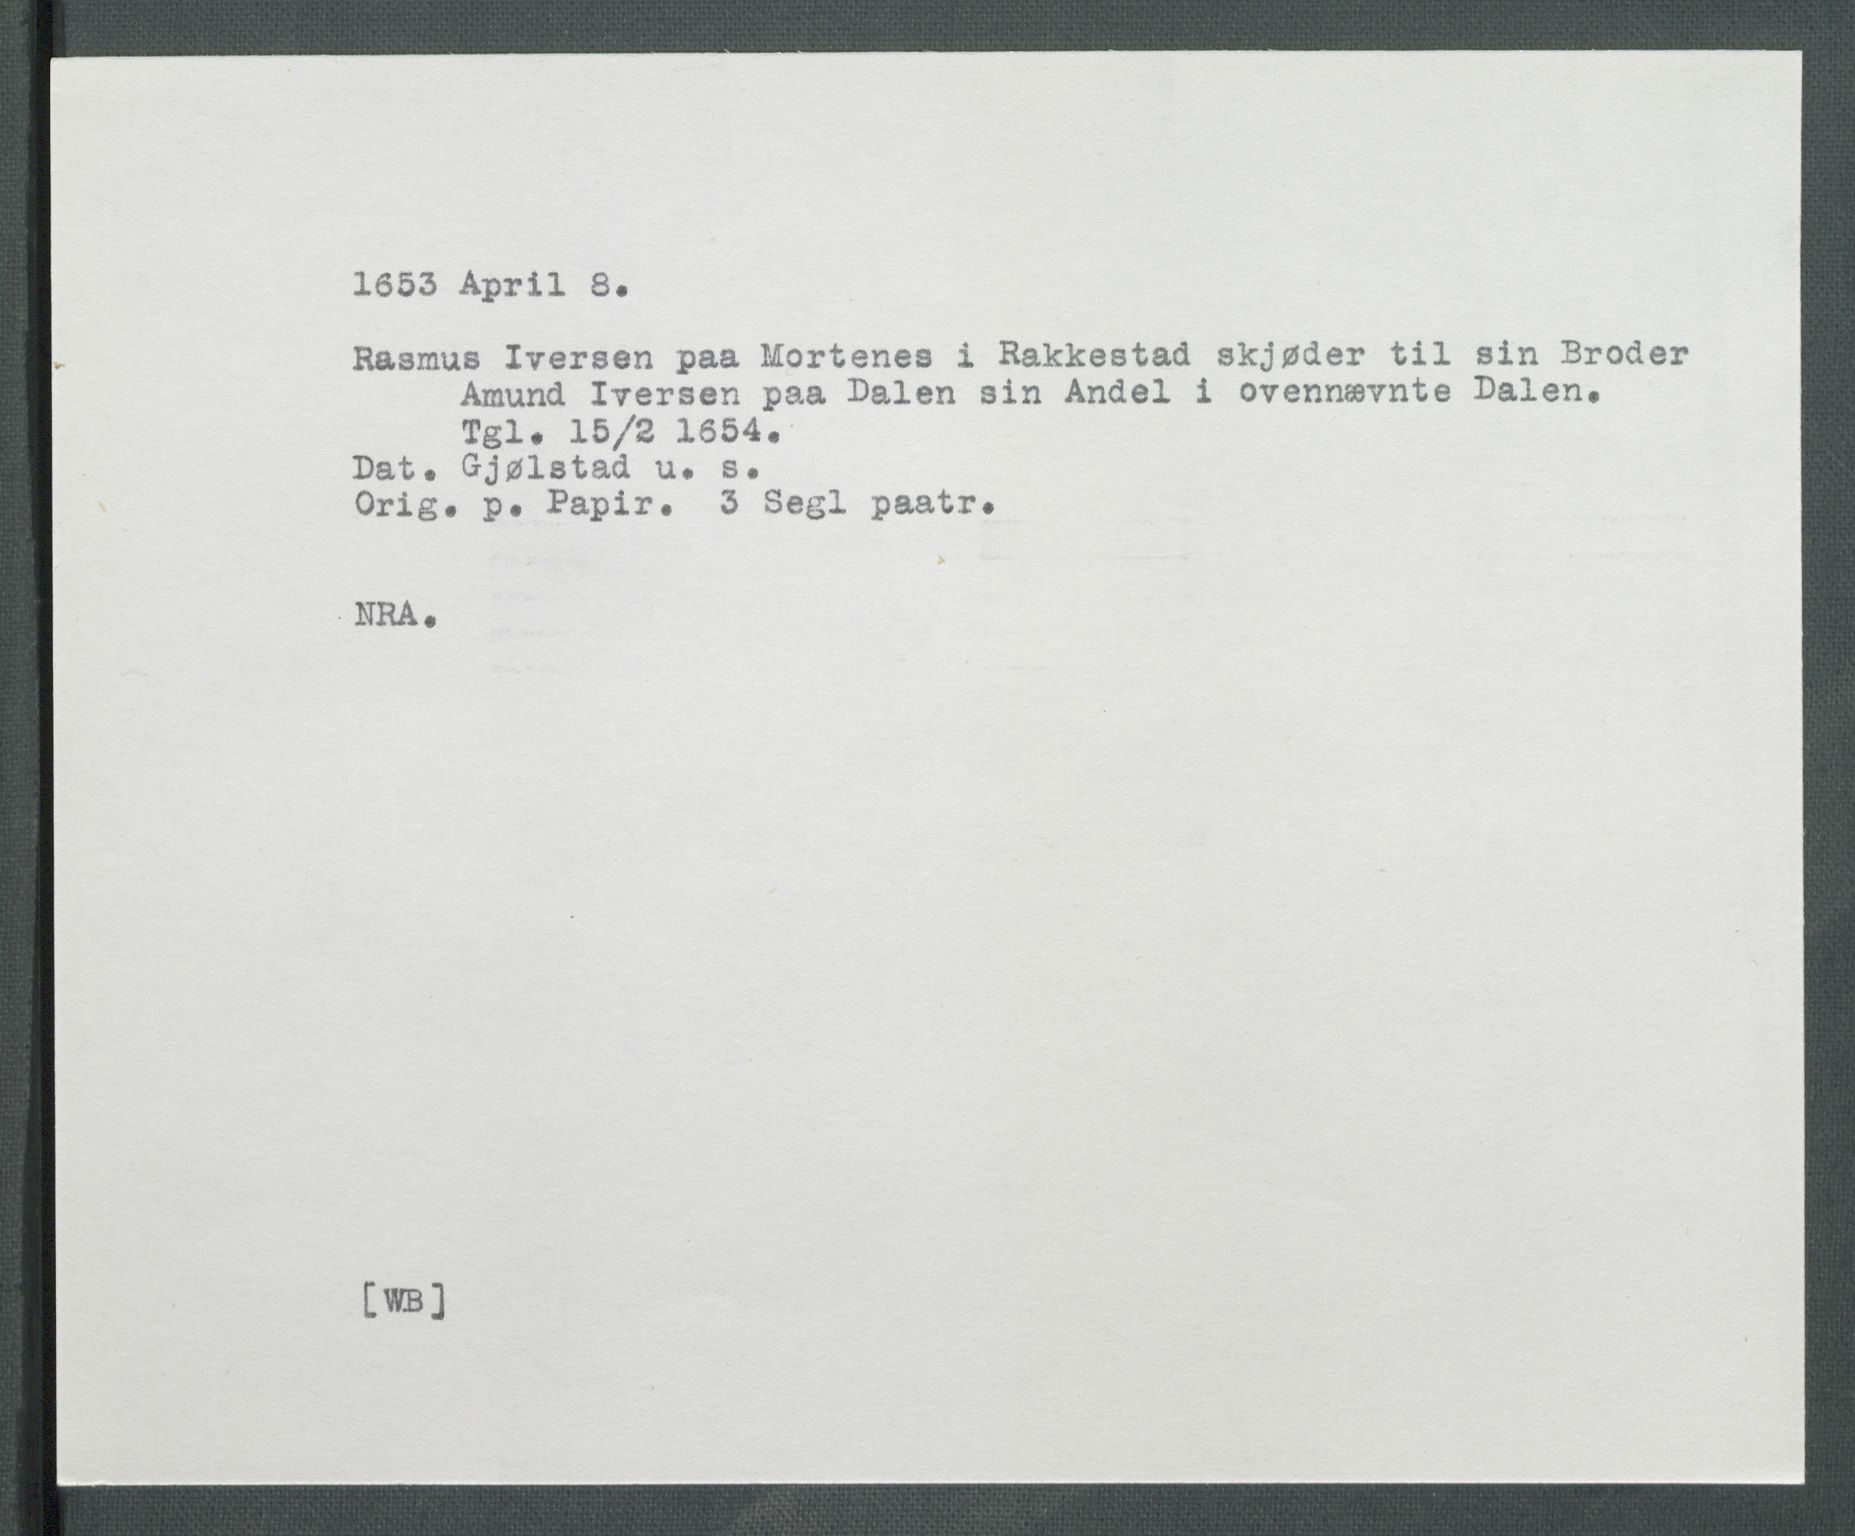 1653 April 8.
Rasmus Iversen paa Mortenes i Rakkestad skjøder til sin Broder
Amund Iversen paa Dalen sin Andel i ovennævnte Dalen.
Tgl. 15/2 1654.
Dat. Gjølstad u. s.
Orig. p. Papir.  3 Segl paatr.
NRA.
[WB]